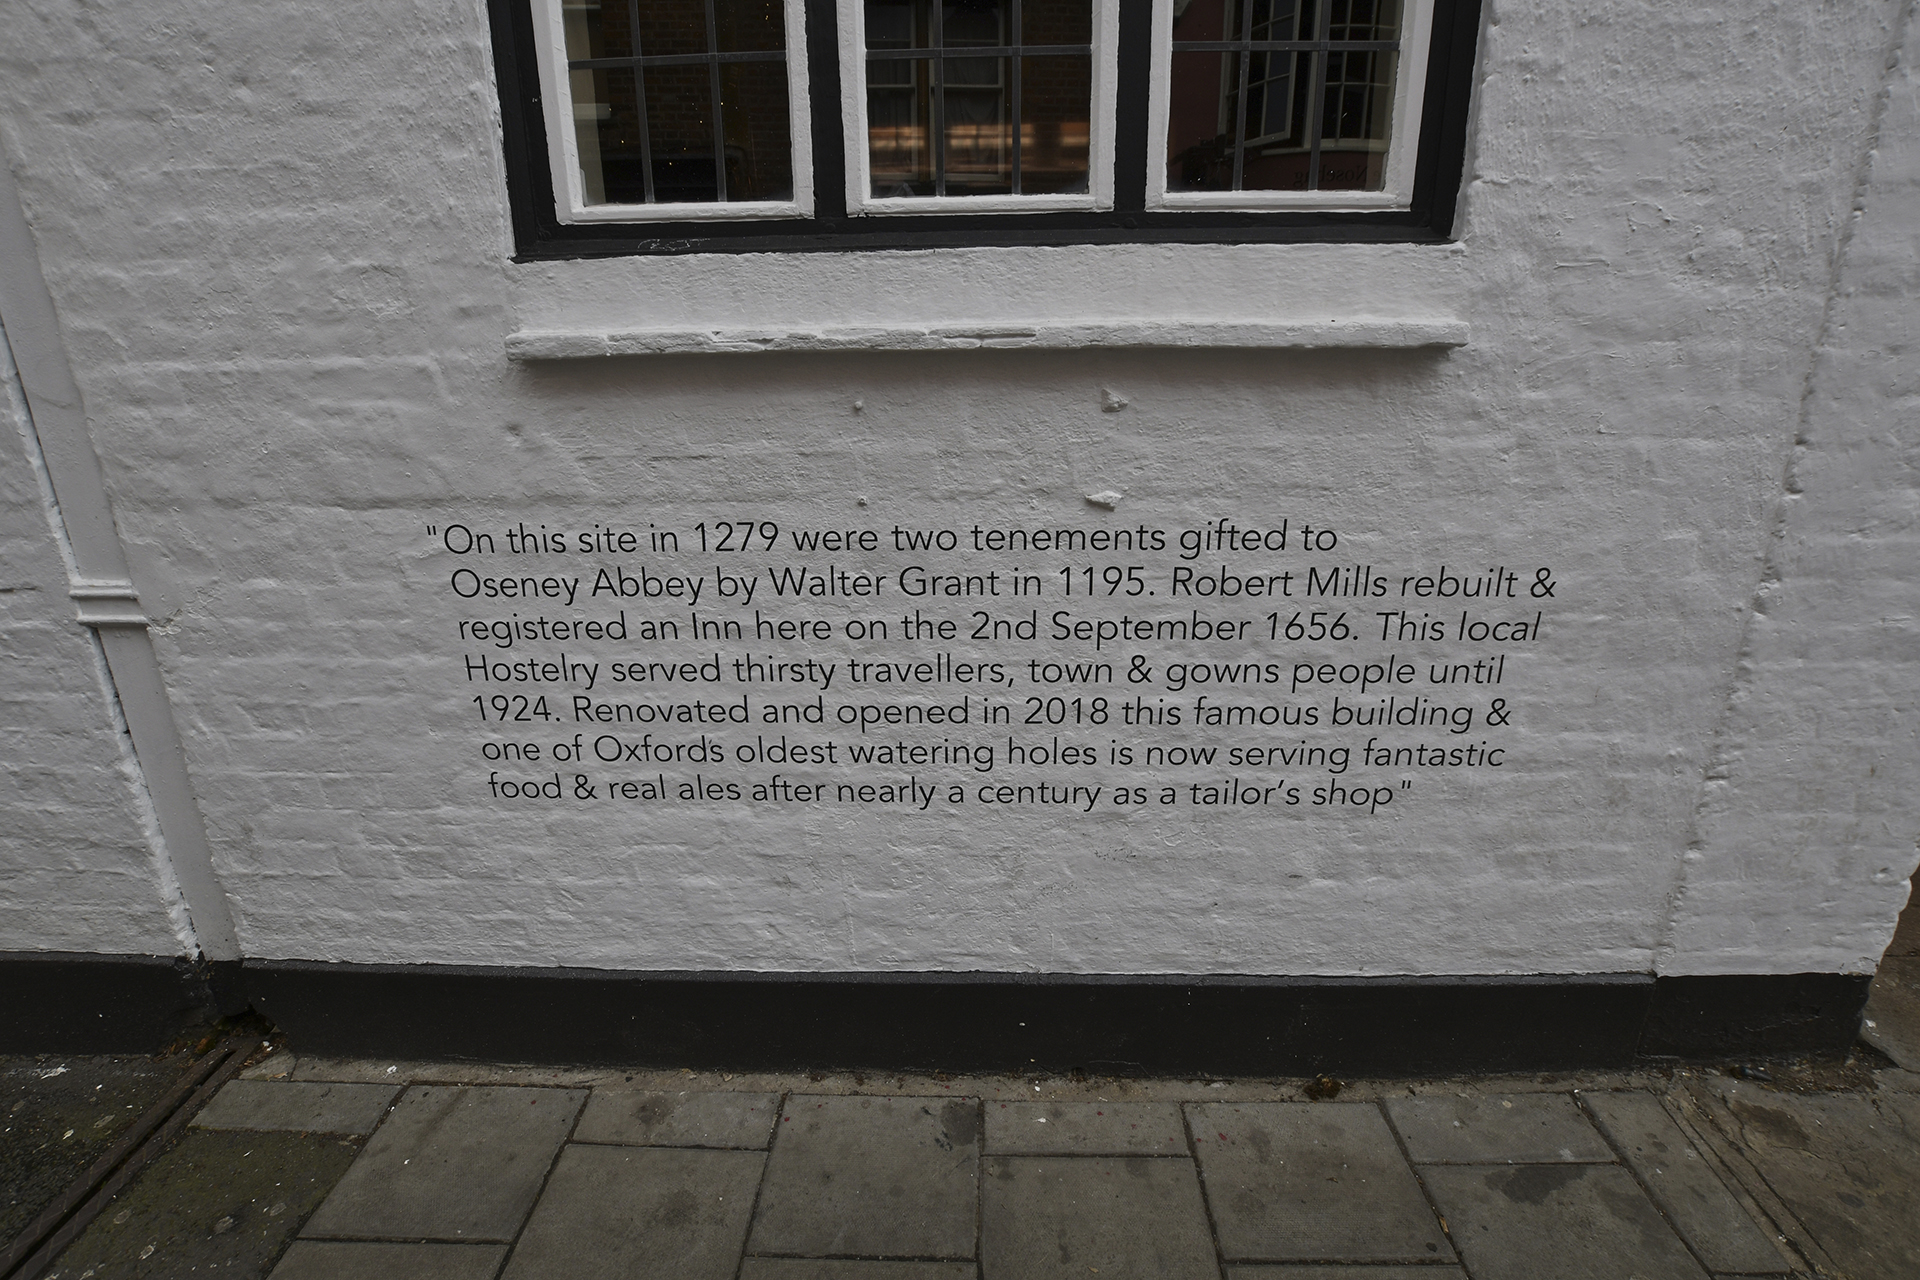 "On this site in 1279 were two tenements gifted to
Oseney Abbey by Walter Grant in 1195. Robert Mills rebuilt &
registered an Inn here on the 2nd September 1656. This local
Hostelry served thirsty travellers, town & gowns people until
1924. Renovated and opened in 2018 this famous building &
one of Oxford's oldest watering holes is now serving fantastic
food & real ales after nearly a century as a tailor's shop"